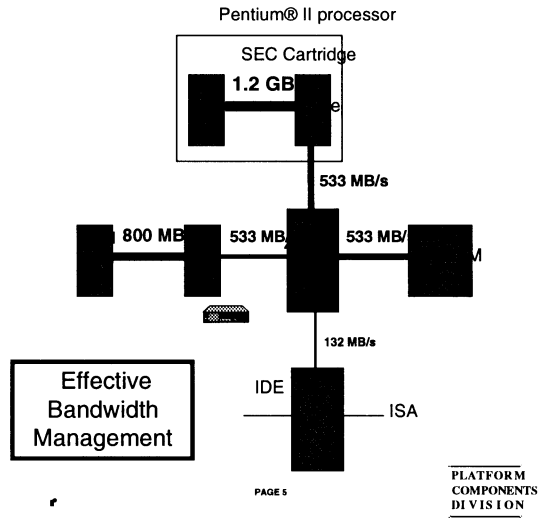 Pentium® II processor
SEC Cartridge
1.2 GB
533 MB/s
800 MB
533 MB/
533 MB/
132 MB/s
IDE
ISA
Effective
Bandwidth
Management
PAGE 5
PLATFORM
COMPONENTS
DIVISION